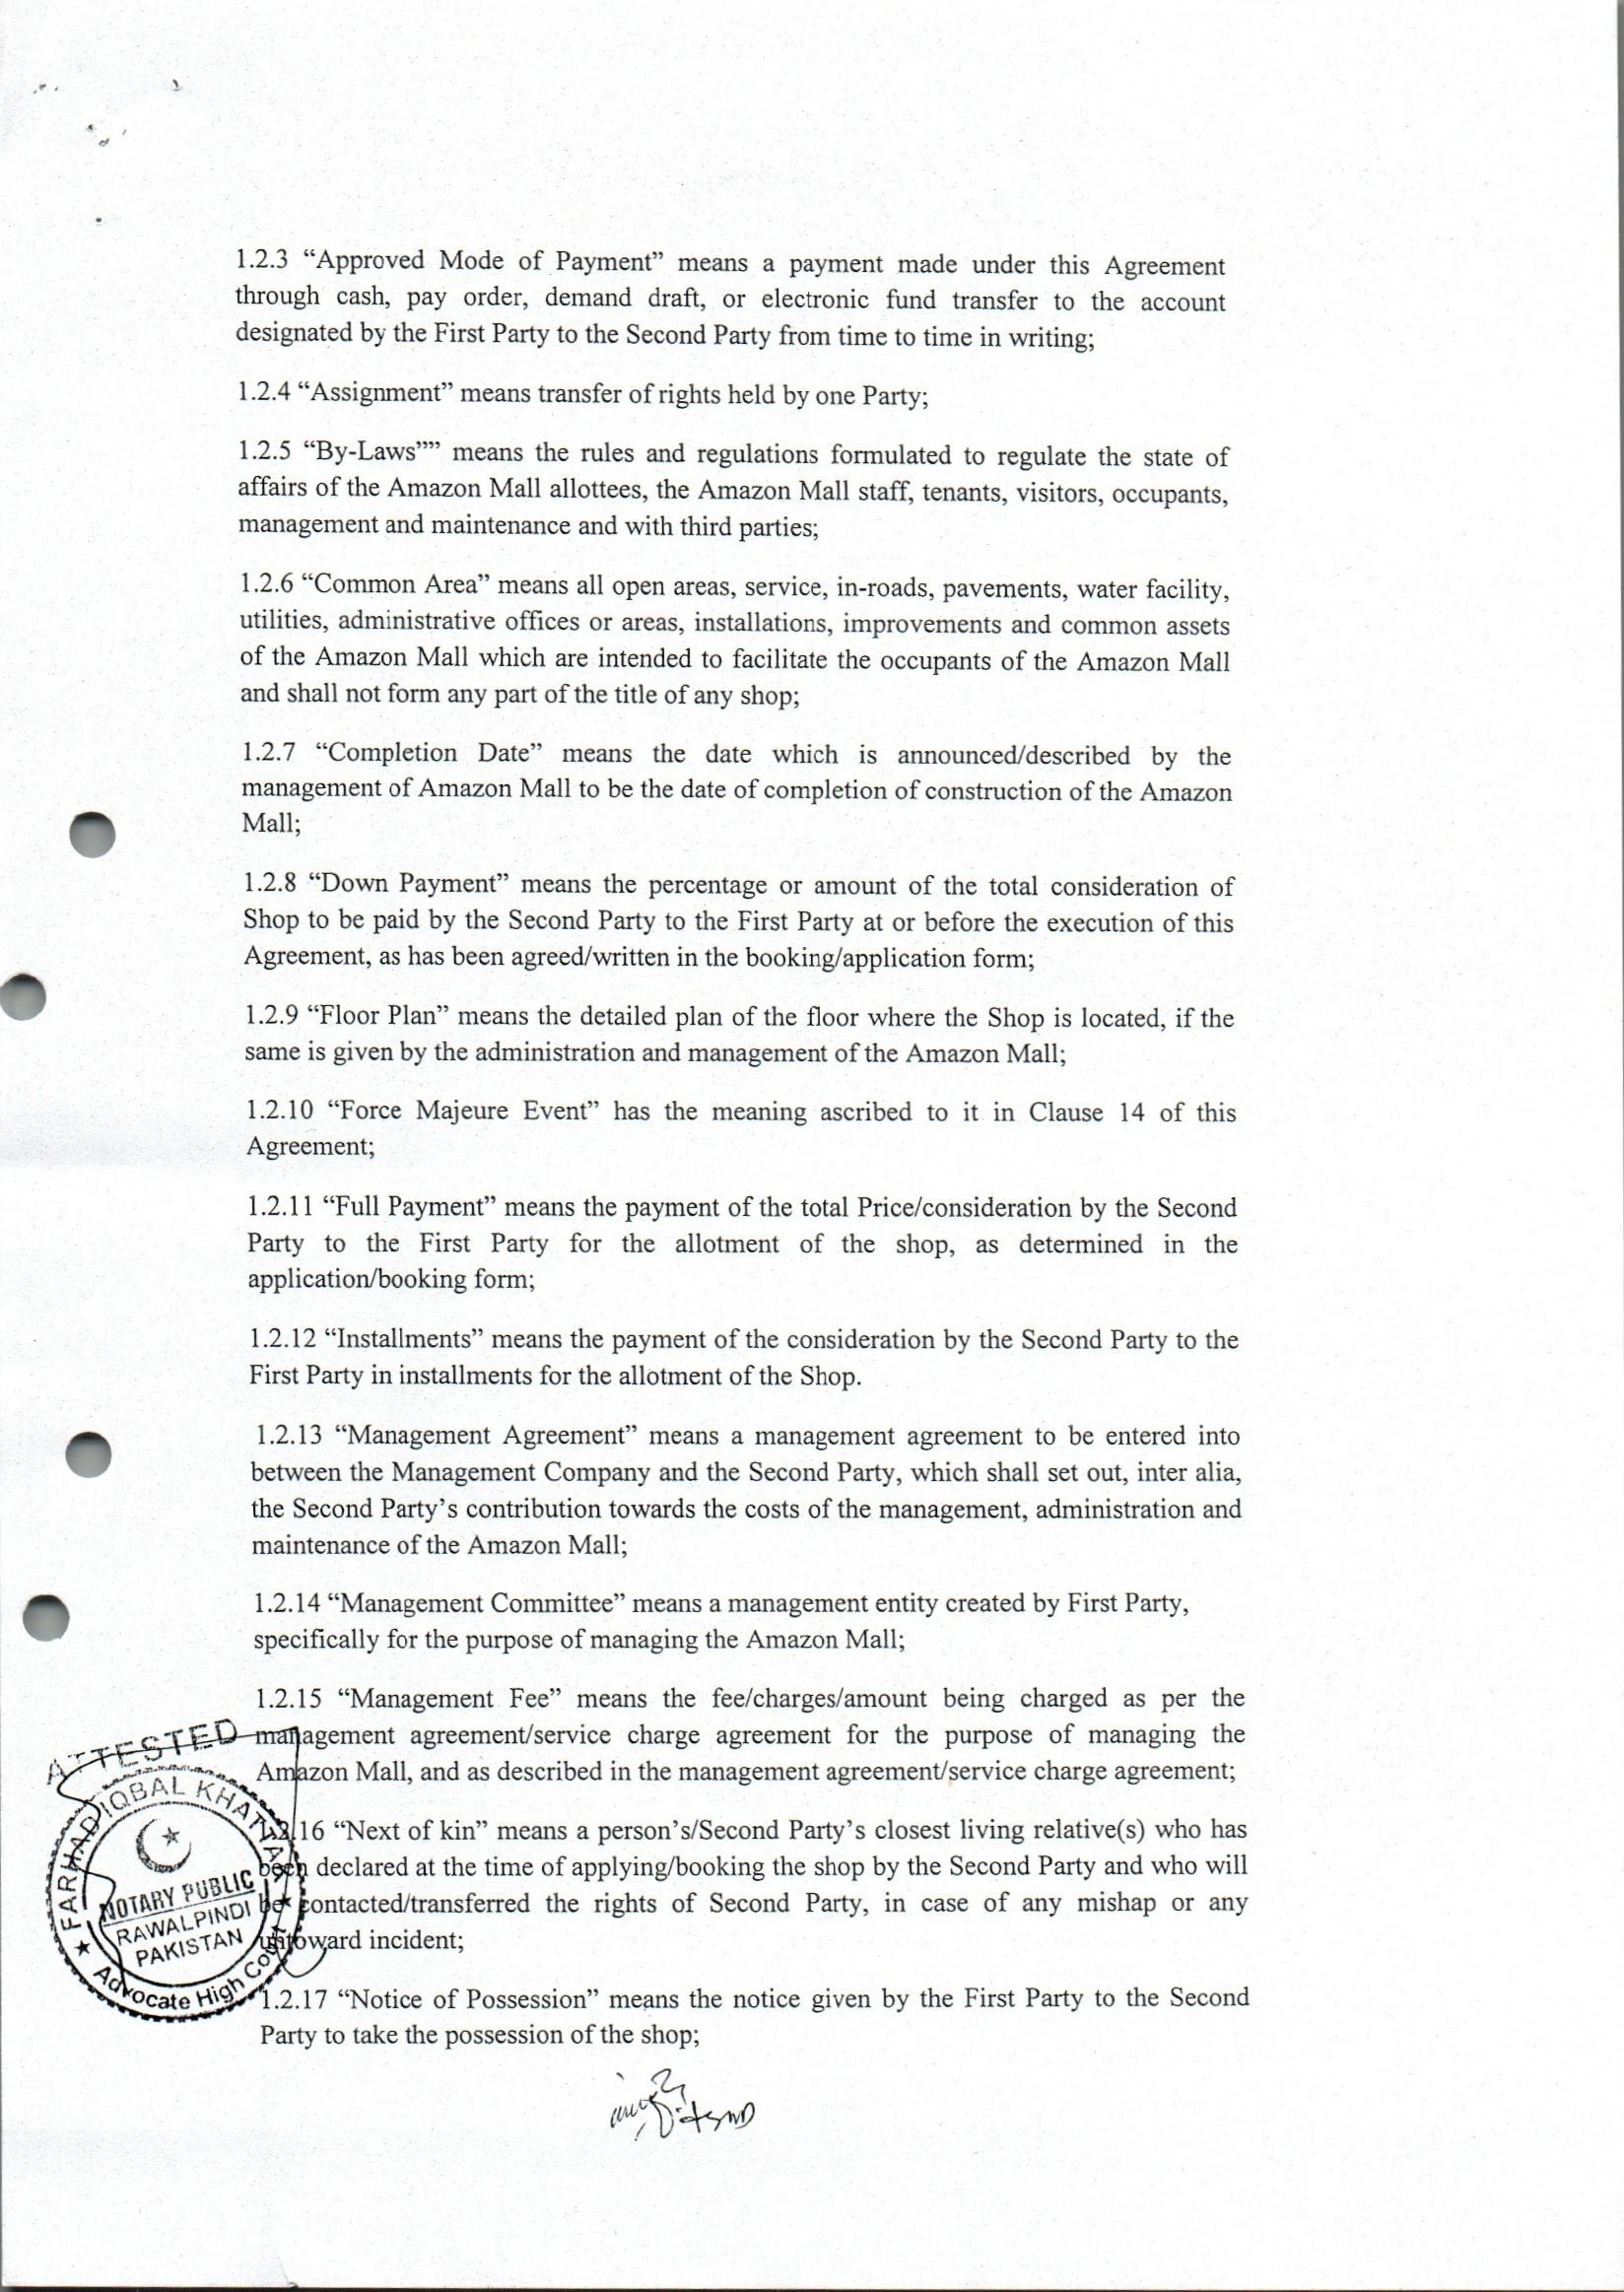 1.2.3 “Approved Mode of Payment” means a payment made under this Agreement
through cash, pay order, demand draft, or electronic fund transfer to the account
designated by the First Party to the Second Party from time to time in writing;
1.2.4 “Assignment” means transfer of rights held by one Party;
1.2.5 “By-Laws”” means the rules and regulations formulated to regulate the state of
affairs of the Amazon Mall allottees, the Amazon Mall staff, tenants, visitors, occupants,
management and maintenance and with third parties;
1.2.6 “Common Area” means all open areas, service, in-roads, pavements, water facility,
utilities, administrative offices or areas, installations, improvements and common assets
of the Amazon Mall which are intended to facilitate the occupants of the Amazon Mall
and shall not form any part of the title of any shop;
1.2.7 “Completion Date” means the date which is announced/described by the
management of Amazon Mall to be the date of completion of construction of the Amazon
Mall;
1.2.8 “Down Payment” means the percentage or amount of the total consideration of
Shop to be paid by the Second Party to the First Party at or before the execution of this
Agreement, as has been agreed/written in the booking/application form;
1.2.9 “Floor Plan” means the detailed plan of the floor where the Shop is located, if the
same is given by the administration and management of the Amazon Mall;
1.2.10 “Force Majeure Event” has the meaning ascribed to it in Clause 14 of this
Agreement;
1.2.11 “Full Payment” means the payment of the total Price/consideration by the Second
Party to the First Party for the allotment of the shop, as determined in the
application/booking form;
1.2.12 “Installments” means the payment of the consideration by the Second Party to the
First Party in installments for the allotment of the Shop.
1.2.13 “Management Agreement” means a management agreement to be entered into
between the Management Company and the Second Party, which shall set out, inter alia,
the Second Party’s contribution towards the costs of the management, administration and
maintenance of the Amazon Mall;
1.2.14 “Management Committee” means a management entity created by First Party,
specifically for the purpose of managing the Amazon Mall;
1.2.15 “Management Fee” means the fee/charges/amount being charged as per the
management agreement/service charge agreement for the purpose of managing the
Amazon Mall, and as described in the management agreement/service charge agreement;
1.2.16 “Next of kin” means a person’s/Second Party’s closest living relative(s) who has
been declared at the time of applying/booking the shop by the Second Party and who will
be contacted/transferred the rights of Second Party, in case of any mishap or any
untoward incident;
1.2.17 “Notice of Possession” means the notice given by the First Party to the Second
Party to take the possession of the shop;
ATTESTED
FARHAD IQBAL KHATTAK
NOTARY PUBLIC
RAWALPINDI
PAKISTAN
Advocate High Court